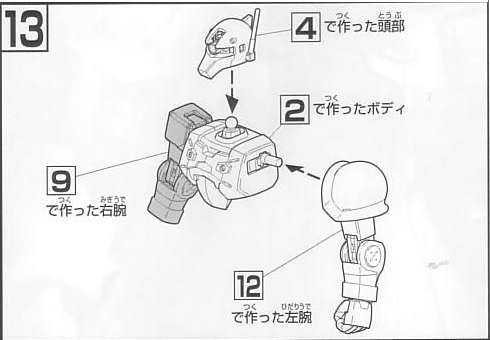 13
4 で作った頭部
つく とうぶ
2 で作ったボディ
つく
9
で作った右腕
つく みぎうで
12
で作った左腕
つく ひだりうで